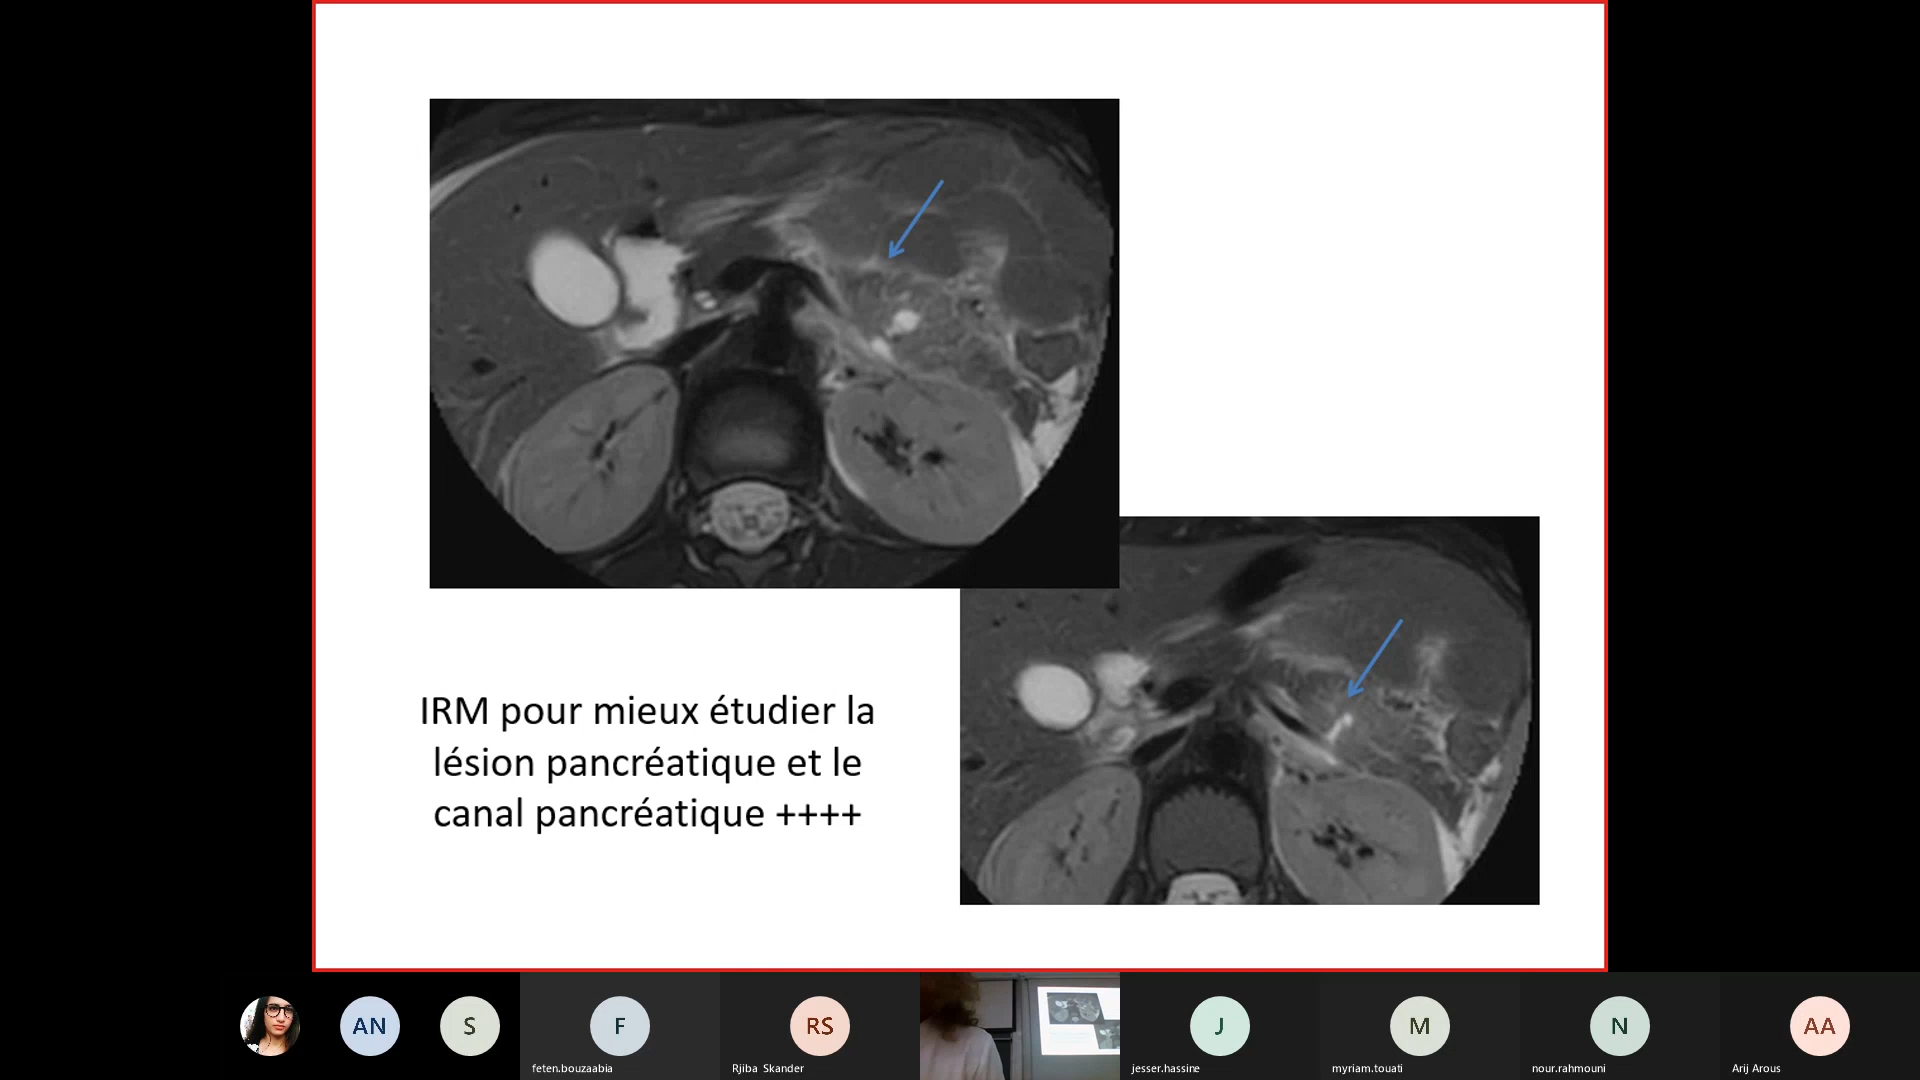 IRM pour mieux étudier la
lésion pancréatique et le
canal pancréatique ++++
AN
S
F
RS
J
M
N
AA
feten.bouzaabia
Rjiba Skander
jesser.hassine
myriam.touati
nour.rahmouni
Arij Arous